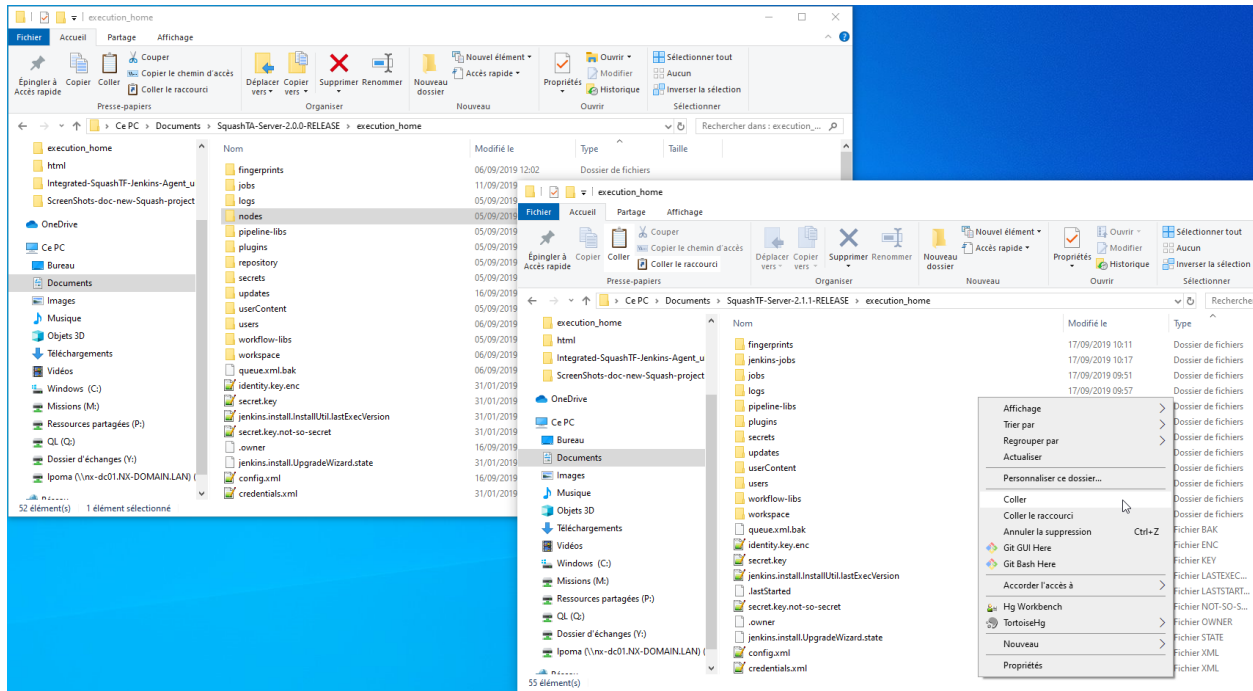 execution_home
Fichier Accueil Partage Affichage
Épingler à Accès rapide
Copier
Coller
Couper
Copier le chemin d'accès
Coller le raccourci
Déplacer vers
Copier vers
Supprimer
Renommer
Nouveau dossier
Nouvel élément
Accès rapide
Propriétés
Ouvrir
Modifier
Historique
Sélectionner tout
Aucun
Inverser la sélection
Presse-papiers Organiser Nouveau Ouvrir Sélectionner
Ce PC > Documents > SquashTA-Server-2.0.0-RELEASE > execution_home
Rechercher dans : execution_...
execution_home
html
Integrated-SquashTF-Jenkins-Agent_u
ScreenShots-doc-new-Squash-project
OneDrive
Ce PC
Bureau
Documents
Images
Musique
Objets 3D
Téléchargements
Vidéos
Windows (C:)
Missions (M:)
Ressources partagées (P:)
QL (Q:)
Dossier d'échanges (Y:)
lpoma (\\nx-dc01.NX-DOMAIN.LAN) (
Nom Modifié le Type Taille
fingerprints 06/09/2019 12:02 Dossier de fichiers
jobs 11/09/2019
logs 05/09/2019
nodes 05/09/2019
pipeline-libs 05/09/2019
plugins 05/09/2019
repository 05/09/2019
secrets 05/09/2019
updates 16/09/2019
userContent 05/09/2019
users 06/09/2019
workflow-libs 05/09/2019
workspace 06/09/2019
queue.xml.bak 06/09/2019
identity.key.enc 31/01/2019
secret.key 31/01/2019
jenkins.install.InstallUtil.lastExecVersion 31/01/2019
secret.key.not-so-secret 31/01/2019
.owner 16/09/2019
jenkins.install.UpgradeWizard.state 31/01/2019
config.xml 16/09/2019
credentials.xml 31/01/2019
52 élément(s) 1 élément sélectionné
execution_home
Fichier Accueil Partage Affichage
Épingler à Accès rapide
Copier
Coller
Couper
Copier le chemin d'accès
Coller le raccourci
Déplacer vers
Copier vers
Supprimer
Renommer
Nouveau dossier
Nouvel élément
Accès rapide
Propriétés
Ouvrir
Modifier
Historique
Sélectionner tout
Aucun
Inverser la sélection
Presse-papiers Organiser Nouveau Ouvrir Sélectionner
Ce PC > Documents > SquashTF-Server-2.1.1-RELEASE > execution_home
Recherche
execution_home
html
Integrated-SquashTF-Jenkins-Agent_u
ScreenShots-doc-new-Squash-project
OneDrive
Ce PC
Bureau
Documents
Images
Musique
Objets 3D
Téléchargements
Vidéos
Windows (C:)
Missions (M:)
Ressources partagées (P:)
QL (Q:)
Dossier d'échanges (Y:)
lpoma (\\nx-dc01.NX-DOMAIN.LAN) (
Nom Modifié le Type
fingerprints 17/09/2019 10:11 Dossier de fichiers
jenkins-jobs 17/09/2019 10:17 Dossier de fichiers
jobs 17/09/2019 09:51 Dossier de fichiers
logs 17/09/2019 09:57 Dossier de fichiers
pipeline-libs Dossier de fichiers
plugins Dossier de fichiers
secrets Dossier de fichiers
updates Dossier de fichiers
userContent Dossier de fichiers
users Dossier de fichiers
workflow-libs Dossier de fichiers
workspace Dossier de fichiers
queue.xml.bak Fichier BAK
identity.key.enc Fichier ENC
secret.key Fichier KEY
jenkins.install.InstallUtil.lastExecVersion Fichier LASTEXEC...
.lastStarted Fichier LASTSTART...
secret.key.not-so-secret Fichier NOT-SO-S...
.owner Fichier OWNER
jenkins.install.UpgradeWizard.state Fichier STATE
config.xml Fichier XML
credentials.xml Fichier XML
55 élément(s)
Affichage
Trier par
Regrouper par
Actualiser
Personnaliser ce dossier...
Coller
Coller le raccourci
Annuler la suppression Ctrl+Z
Git GUI Here
Git Bash Here
Accorder l'accès à
Hg Workbench
TortoiseHg
Nouveau
Propriétés